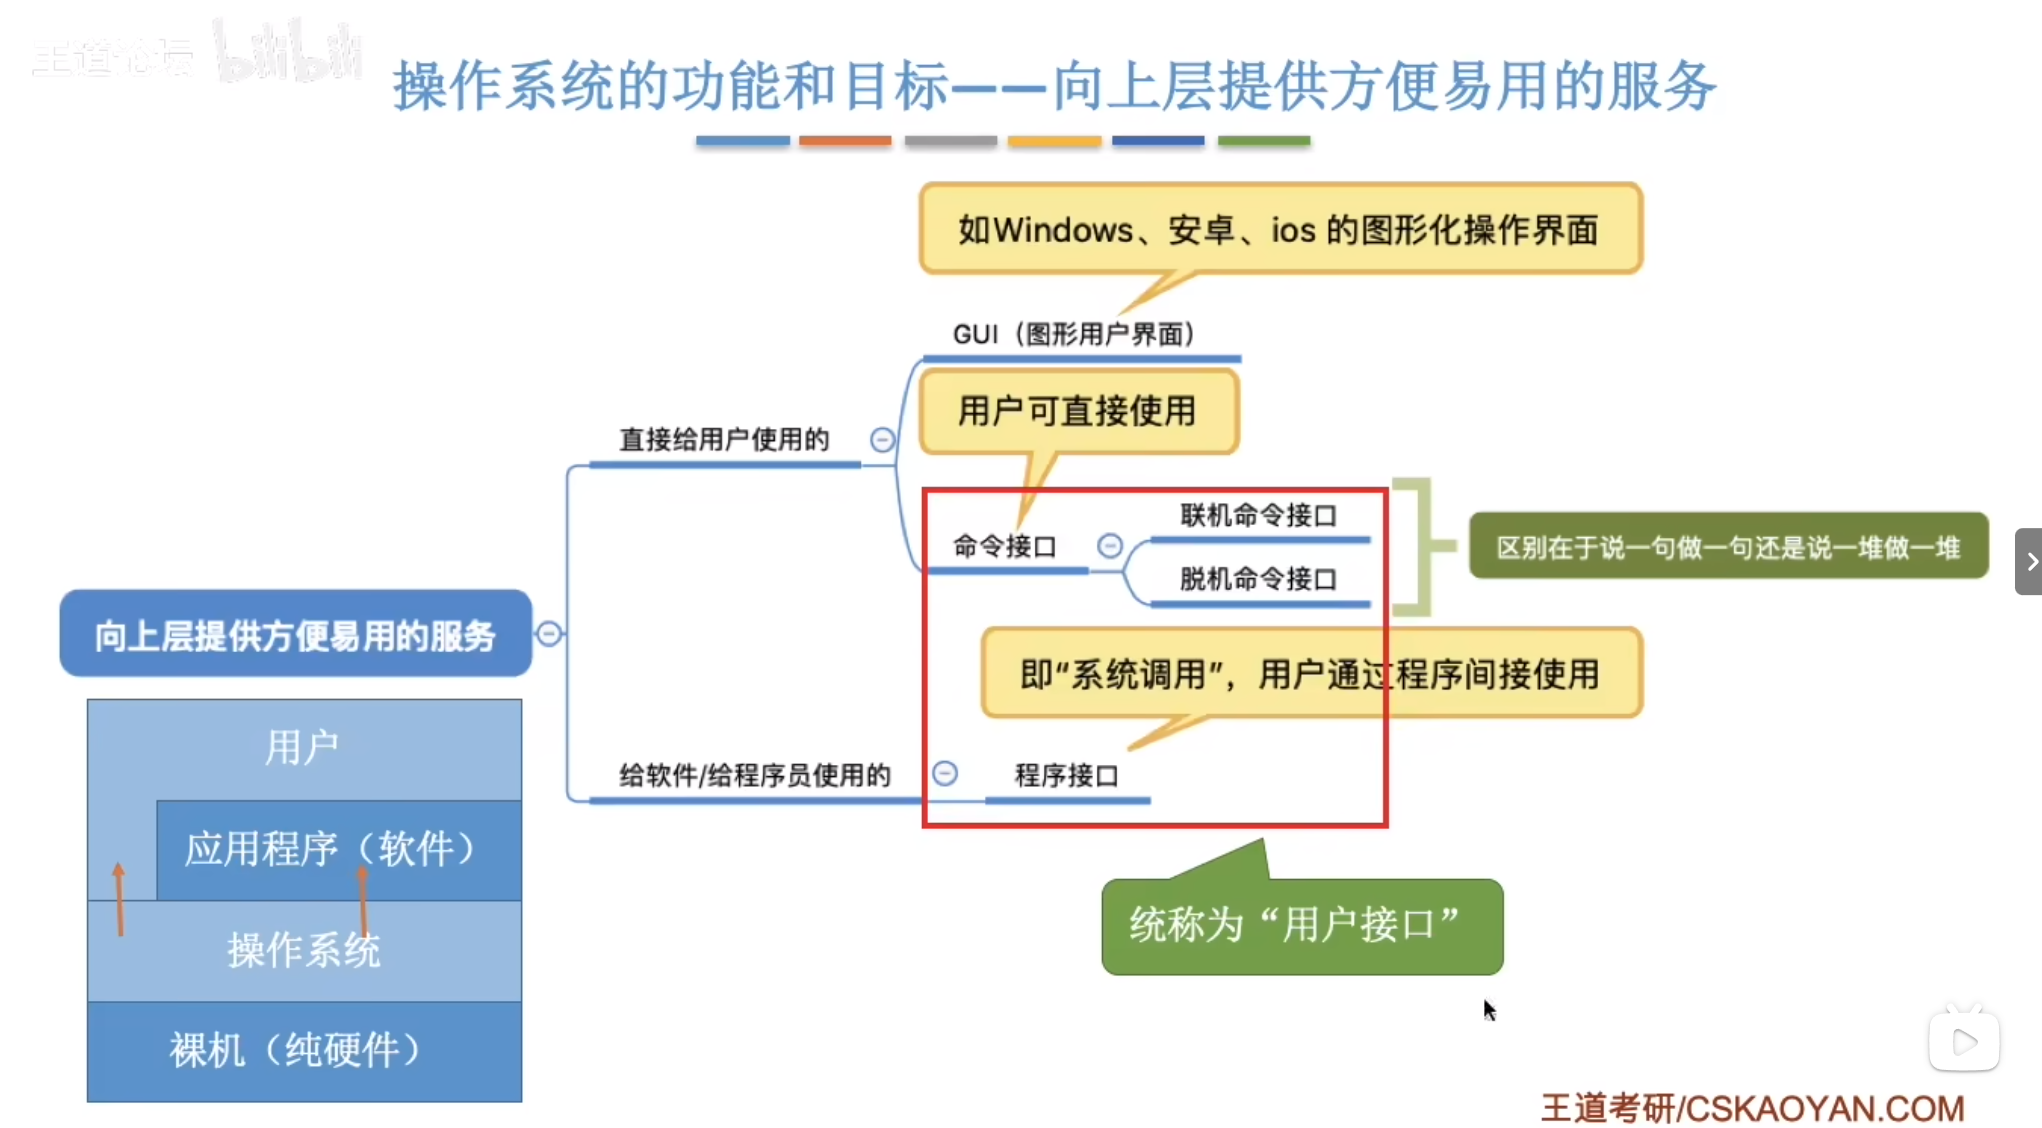 王道论坛 bilibili
操作系统的功能和目标——向上层提供方便易用的服务
如Windows、安卓、ios 的图形化操作界面
GUI（图形用户界面）
用户可直接使用
直接给用户使用的
联机命令接口
命令接口
脱机命令接口
区别在于说一句做一句还是说一堆做一堆
向上层提供方便易用的服务
即“系统调用”，用户通过程序间接使用
给软件/给程序员使用的
程序接口
统称为“用户接口”
用户
应用程序（软件）
操作系统
裸机（纯硬件）
王道考研/CSKAOYAN.COM